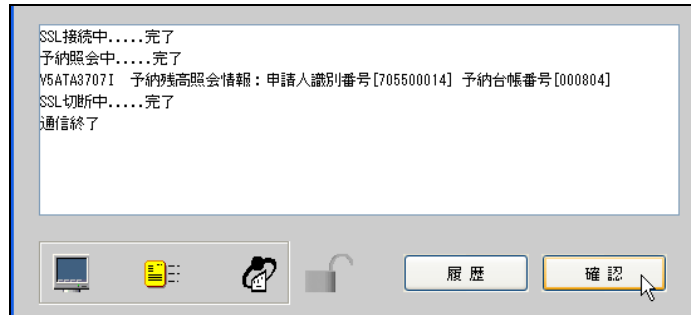 SSL接続中.....完了
予納照会中.....完了
V5ATA3707I 予納残高照会情報：申請人識別番号[705500014] 予納台帳番号[000804]
SSL切断中.....完了
通信終了
履 歴
確 認